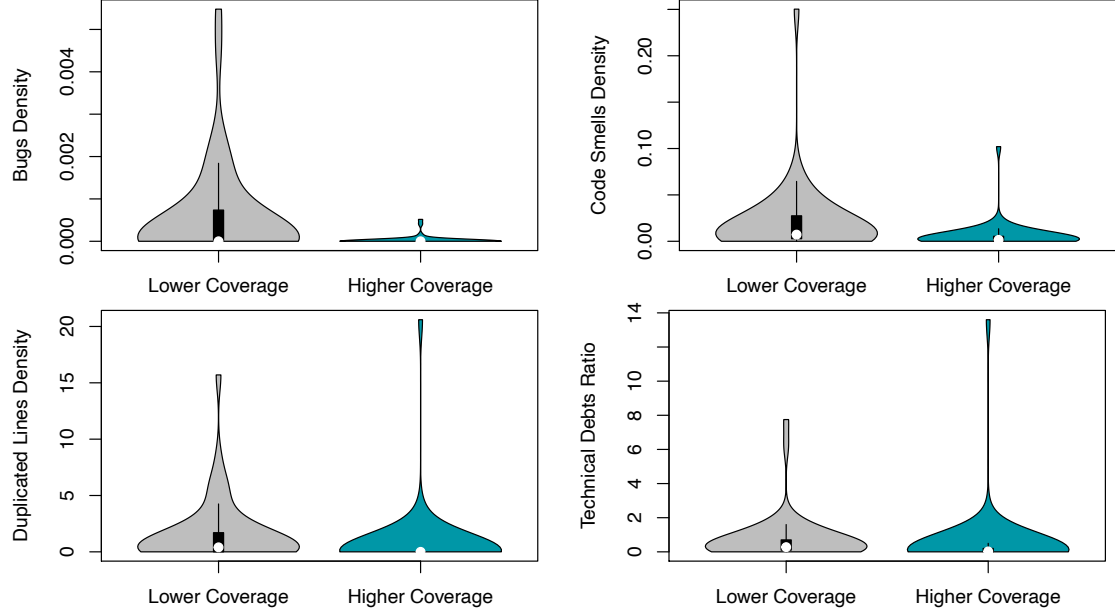 Bugs Density
0.004
0.002
0.000
Lower Coverage
Higher Coverage
Code Smells Density
0.20
0.10
0.00
Lower Coverage
Higher Coverage
Duplicated Lines Density
20
15
10
5
0
Lower Coverage
Higher Coverage
Technical Debts Ratio
14
10
8
6
4
2
0
Lower Coverage
Higher Coverage